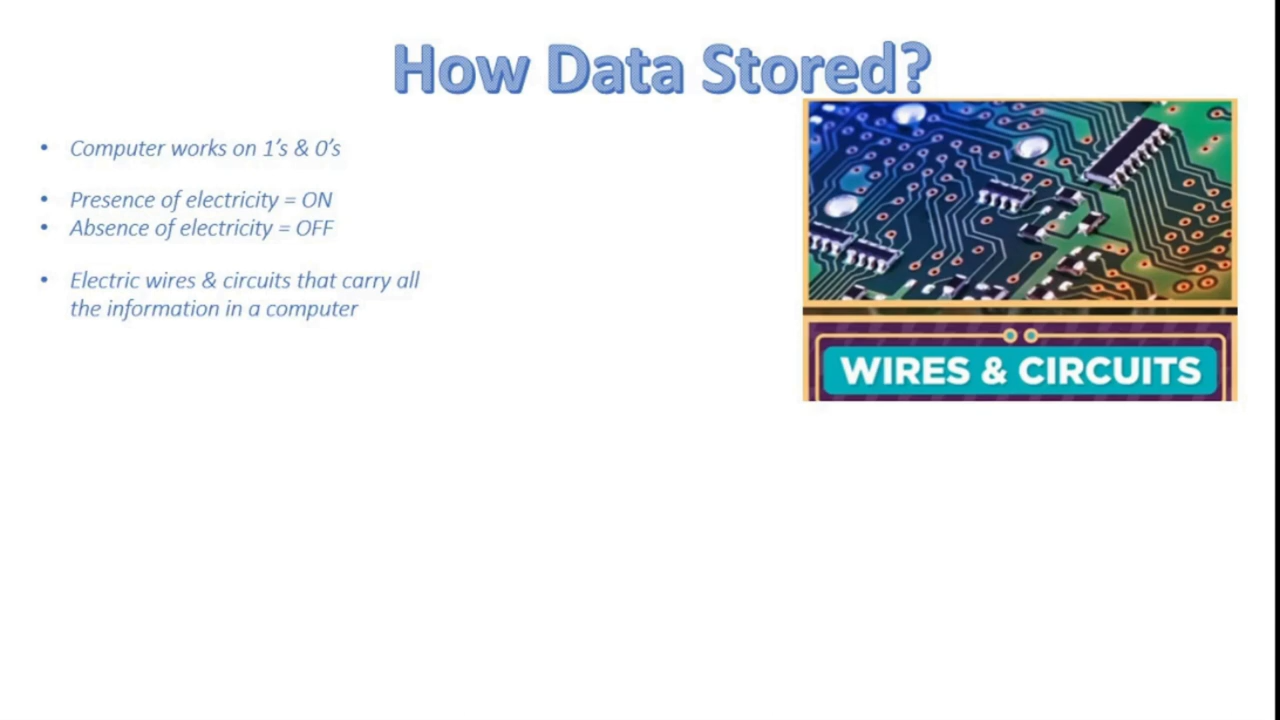 How Data Stored?
• Computer works on 1's & 0's
• Presence of electricity = ON
• Absence of electricity = OFF
• Electric wires & circuits that carry all
the information in a computer
WIRES & CIRCUITS